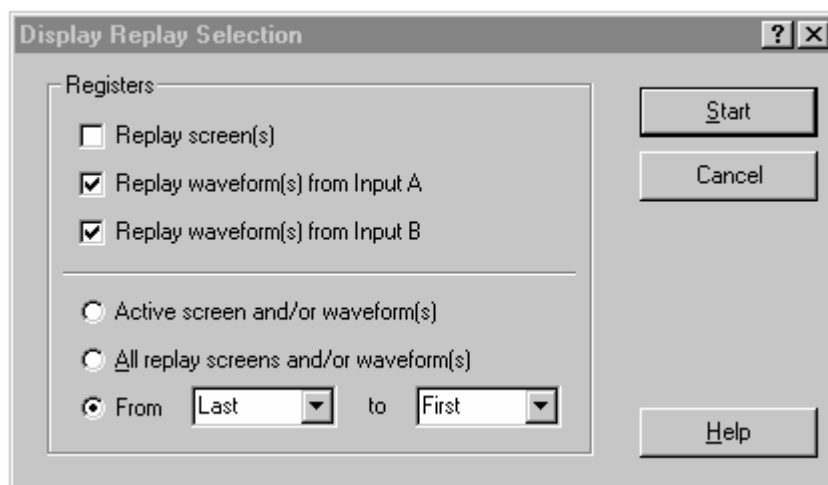 Display Replay Selection
Registers
Replay screen(s)
Replay waveform(s) from Input A
Replay waveform(s) from Input B
Active screen and/or waveform(s)
All replay screens and/or waveform(s)
From Last to First
Start
Cancel
Help